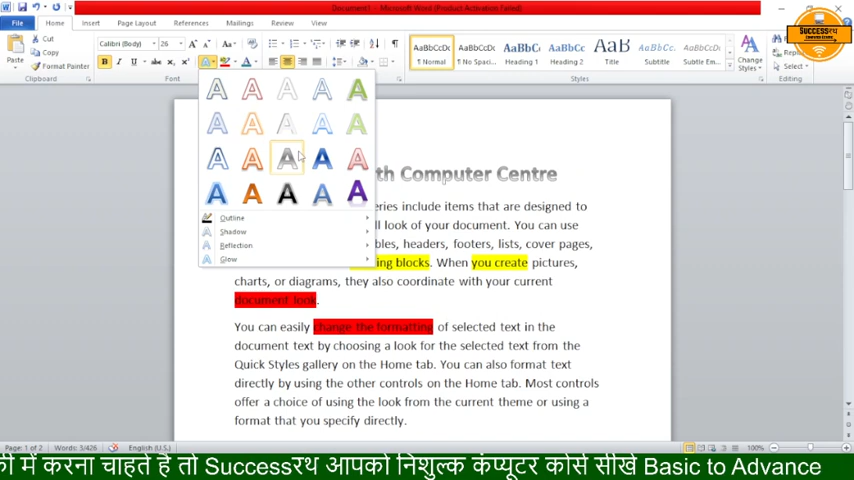 Document1 - Microsoft Word (Product Activation Failed)
File Home Insert Page Layout References Mailings Review View
SUCCESSरथ
Cut
Copy
Format Painter
Paste
Calibri (Body) 26
AaBbCcDc AaBbCcDc AaBbCc AaBbCc AaB AaBbCc. AaBbCcDc
¶ Normal ¶ No Spaci... Heading 1 Heading 2 Title Subtitle Subtle Em...
Change
Styles
Select
Clipboard Font Styles Editing
th Computer Centre
eries include items that are designed to
ll look of your document. You can use
bles, headers, footers, lists, cover pages,
ing blocks. When you create pictures,
charts, or diagrams, they also coordinate with your current
document look.
Outline
Shadow
Reflection
Glow
You can easily change the formatting of selected text in the
document text by choosing a look for the selected text from the
Quick Styles gallery on the Home tab. You can also format text
directly by using the other controls on the Home tab. Most controls
offer a choice of using the look from the current theme or using a
format that you specify directly.
Page: 1 of 2 Words: 3/426 English (U.S.) 100%
फ्री में करना चाहते हैं तो Successरथ आपको निशुल्क कंप्यूटर कोर्स सीखे Basic to Advance